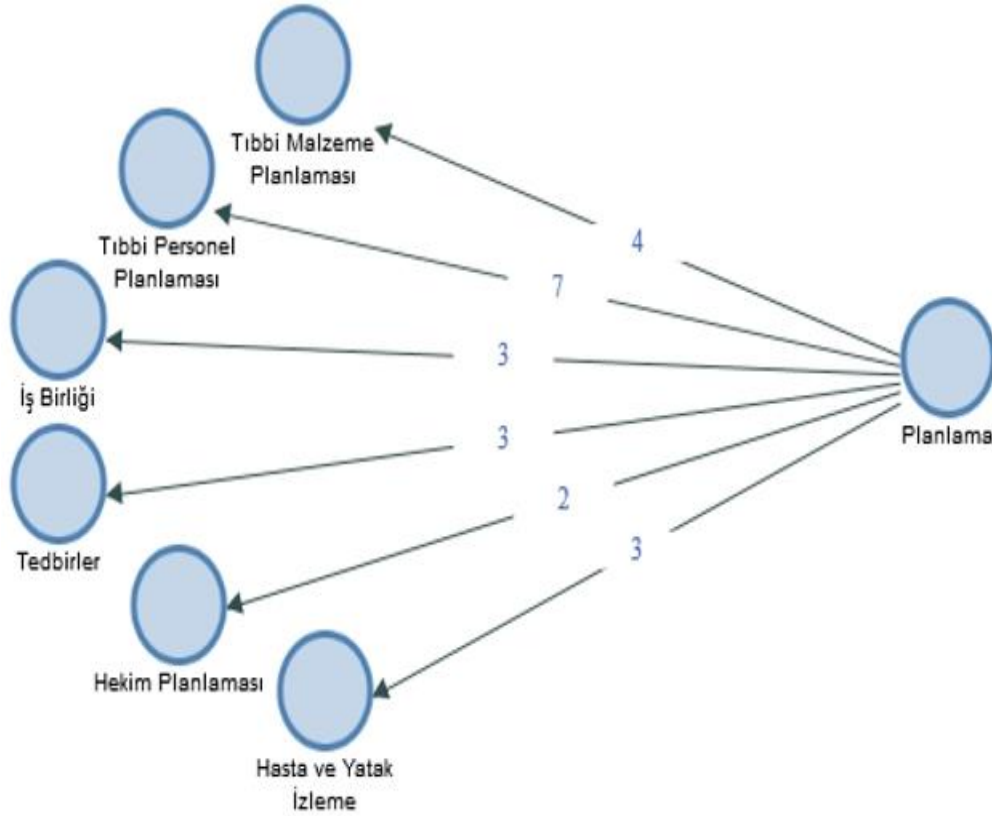 Tıbbi Malzeme
Planlaması
4
Tıbbi Personel
Planlaması
7
İş Birliği
3
Planlama
Tedbirler
3
Hekim Planlaması
2
Hasta ve Yatak
İzleme
3